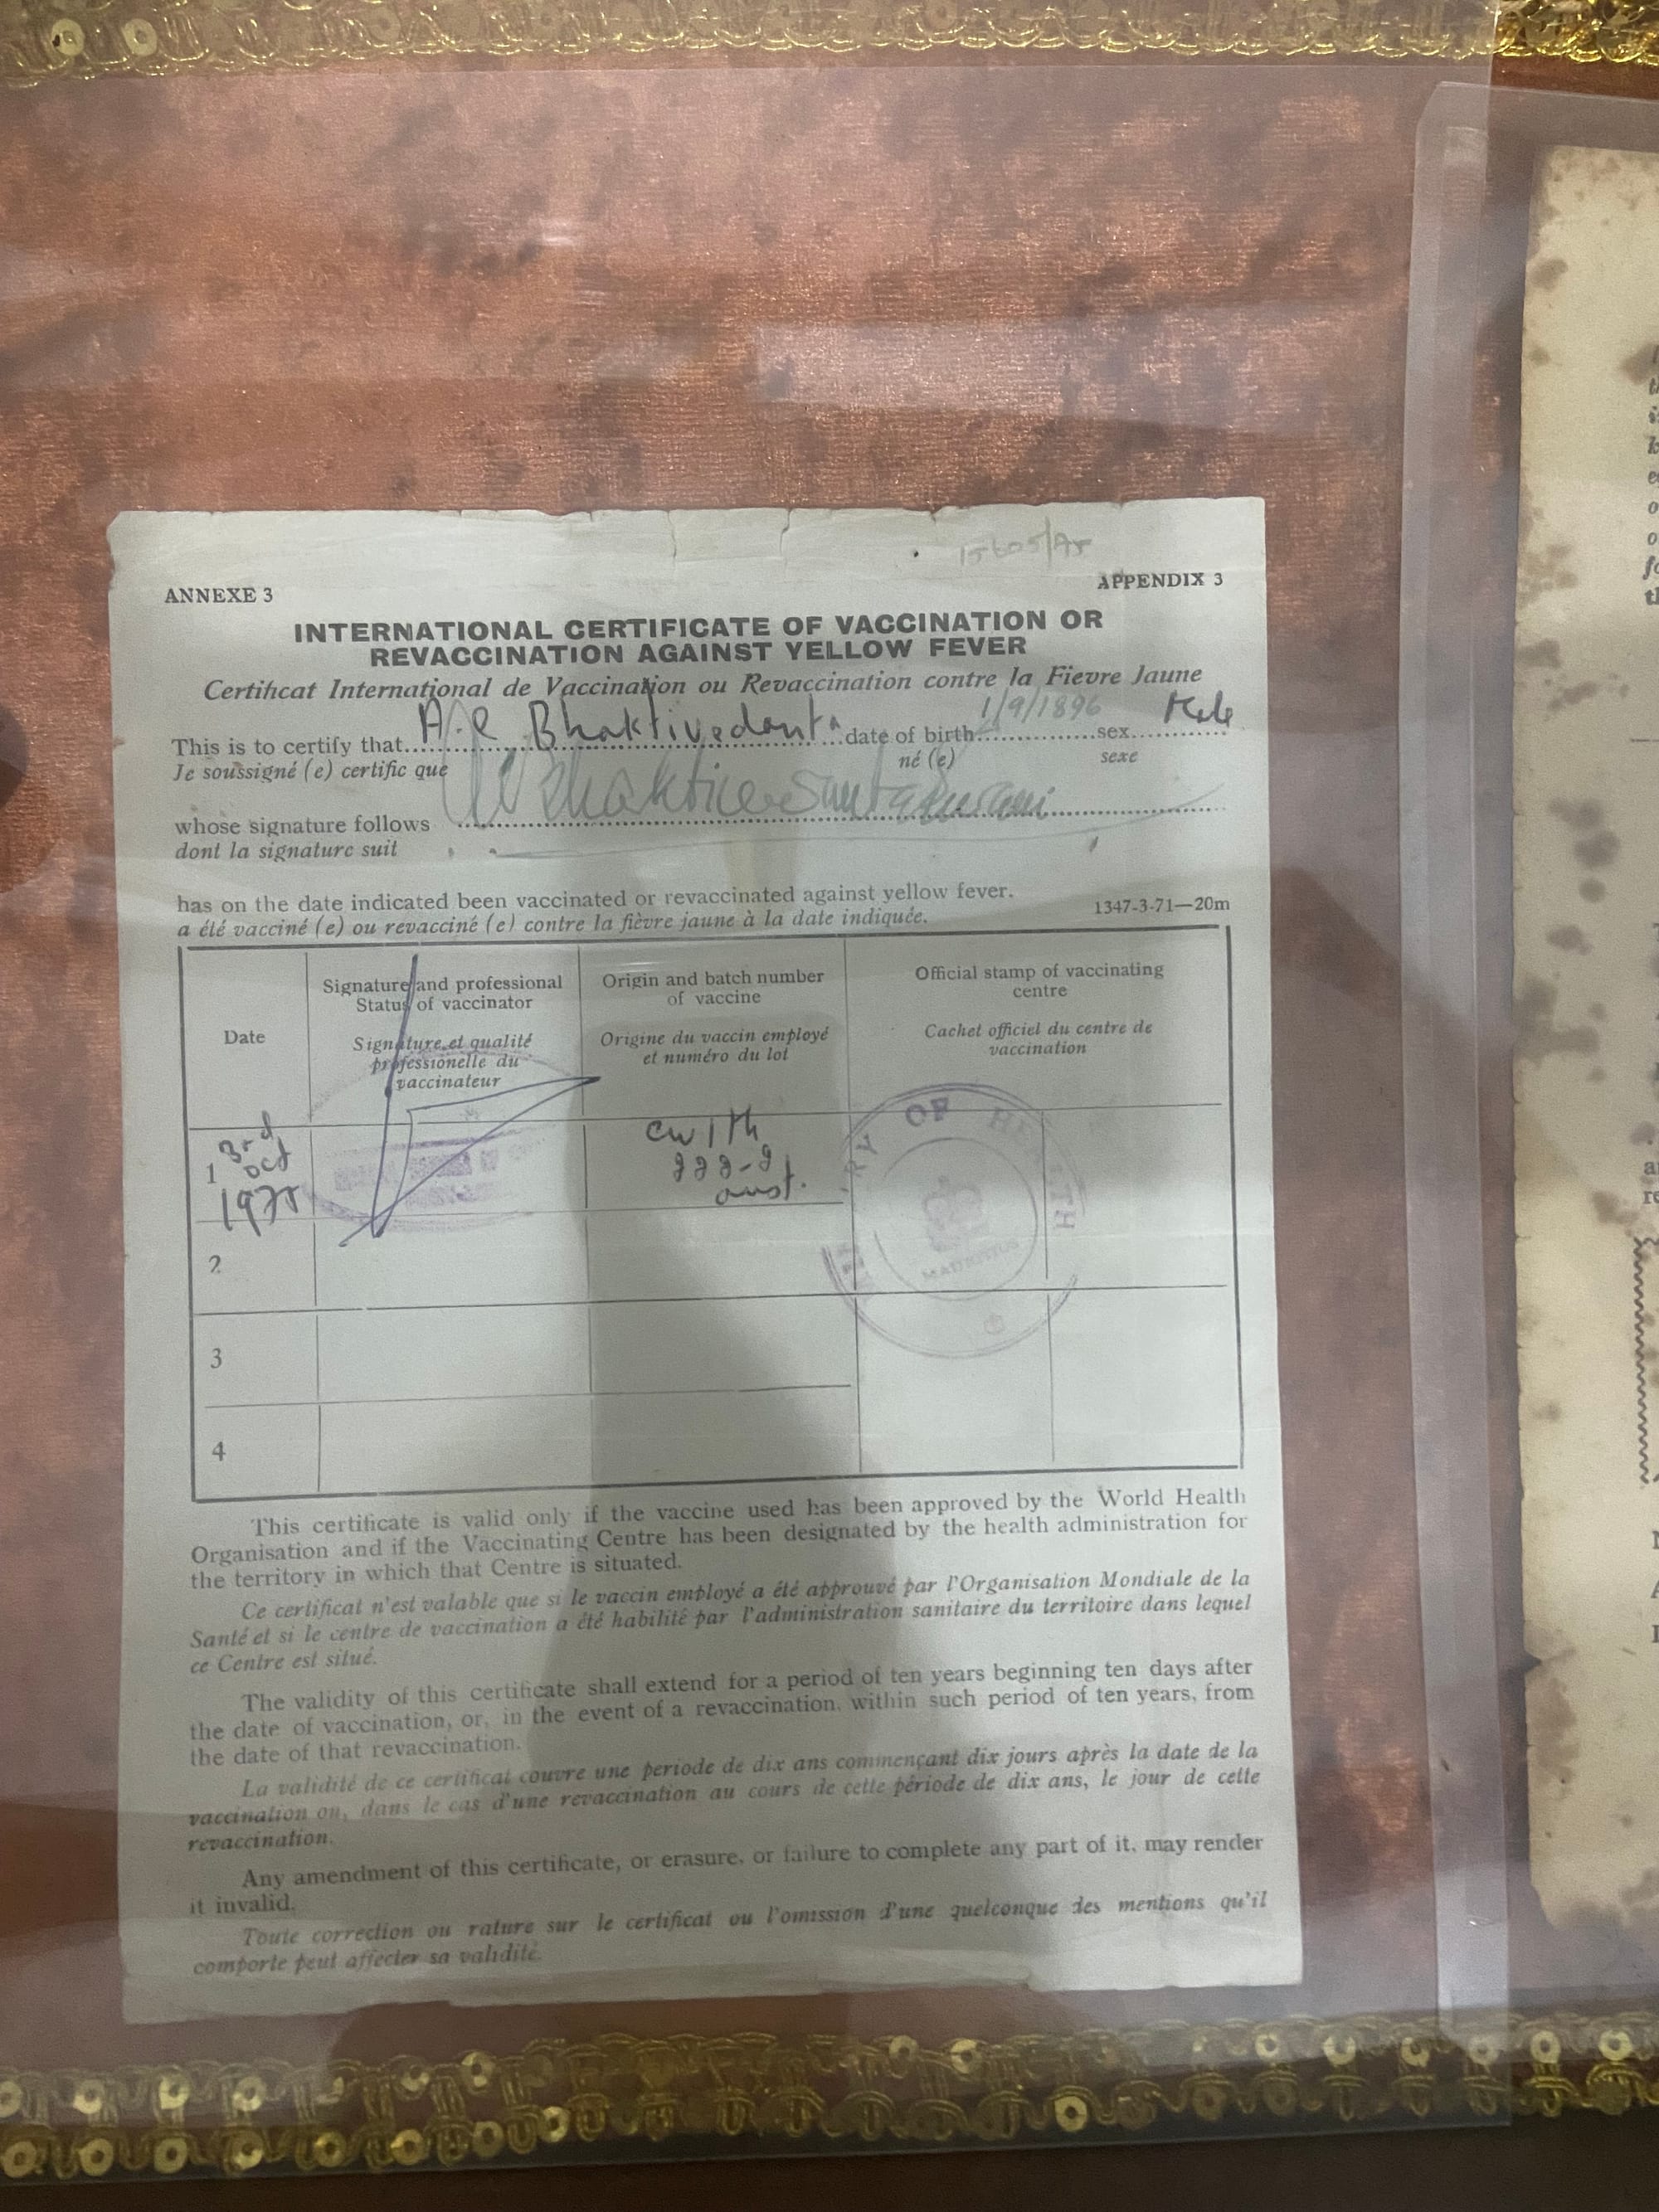 15605/75
ANNEXE 3
APPENDIX 3
INTERNATIONAL CERTIFICATE OF VACCINATION OR
REVACCINATION AGAINST YELLOW FEVER
Certificat International de Vaccination ou Revaccination contre la Fievre Jaune
This is to certify that A.C Bhaktivedanta date of birth 1/9/1896 sex Male
Je soussigné (e) certific que né (e) sexe
whose signature follows Bhaktivedanta Swami
dont la signature suit
has on the date indicated been vaccinated or revaccinated against yellow fever.
a été vacciné (e) ou revacciné (e) contre la fièvre jaune à la date indiquée.
1347-3-71—20m
Date
Signature and professional
Status of vaccinator
Signature et qualité
professionelle du
vaccinateur
Origin and batch number
of vaccine
Origine du vaccin employé
et numéro du lot
Official stamp of vaccinating
centre
Cachet officiel du centre de
vaccination
1
3rd
Oct
1975
OF HEALTH
MAURITIUS
2
3
4
This certificate is valid only if the vaccine used has been approved by the World Health
Organisation and if the Vaccinating Centre has been designated by the health administration for
the territory in which that Centre is situated.
Ce certificat n'est valable que si le vaccin employé a été approuvé par l'Organisation Mondiale de la
Santé et si le centre de vaccination a été habilité par l'administration sanitaire du territoire dans lequel
ce Centre est situé.
The validity of this certificate shall extend for a period of ten years beginning ten days after
the date of vaccination, or, in the event of a revaccination, within such period of ten years, from
the date of that revaccination.
La validité de ce certificat couvre une periode de dix ans commençant dix jours après la date de la
vaccination ou, dans le cas d'une revaccination au cours de cette période de dix ans, le jour de cette
revaccination.
Any amendment of this certificate, or erasure, or failure to complete any part of it, may render
it invalid.
Toute correction ou rature sur le certificat ou l'omission d'une quelconque des mentions qu'il
comporte peut affecter sa validité.